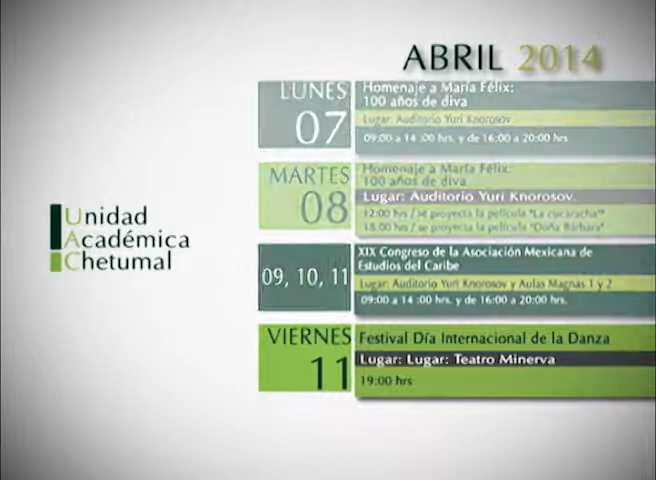 ABRIL 2014
LUNES
07
Homenaje a María Félix:
100 años de diva
Lugar: Auditorio Yuri Knorosov.
09:00 a 14 :00 hrs. y de 16:00 a 20:00 hrs.
MARTES
08
Homenaje a María Félix:
100 años de diva
Lugar: Auditorio Yuri Knorosov.
12:00 hrs / se proyecta la película "La cucaracha"
18:00 hrs / se proyecta la película "Doña Bárbara"
Unidad
Académica
Chetumal
09, 10, 11
XIX Congreso de la Asociación Mexicana de
Estudios del Caribe
Lugar: Auditorio Yuri Knorosov y Aulas Magnas 1 y 2
09:00 a 14 :00 hrs. y de 16:00 a 20:00 hrs.
VIERNES
11
Festival Día Internacional de la Danza
Lugar: Lugar: Teatro Minerva
19:00 hrs